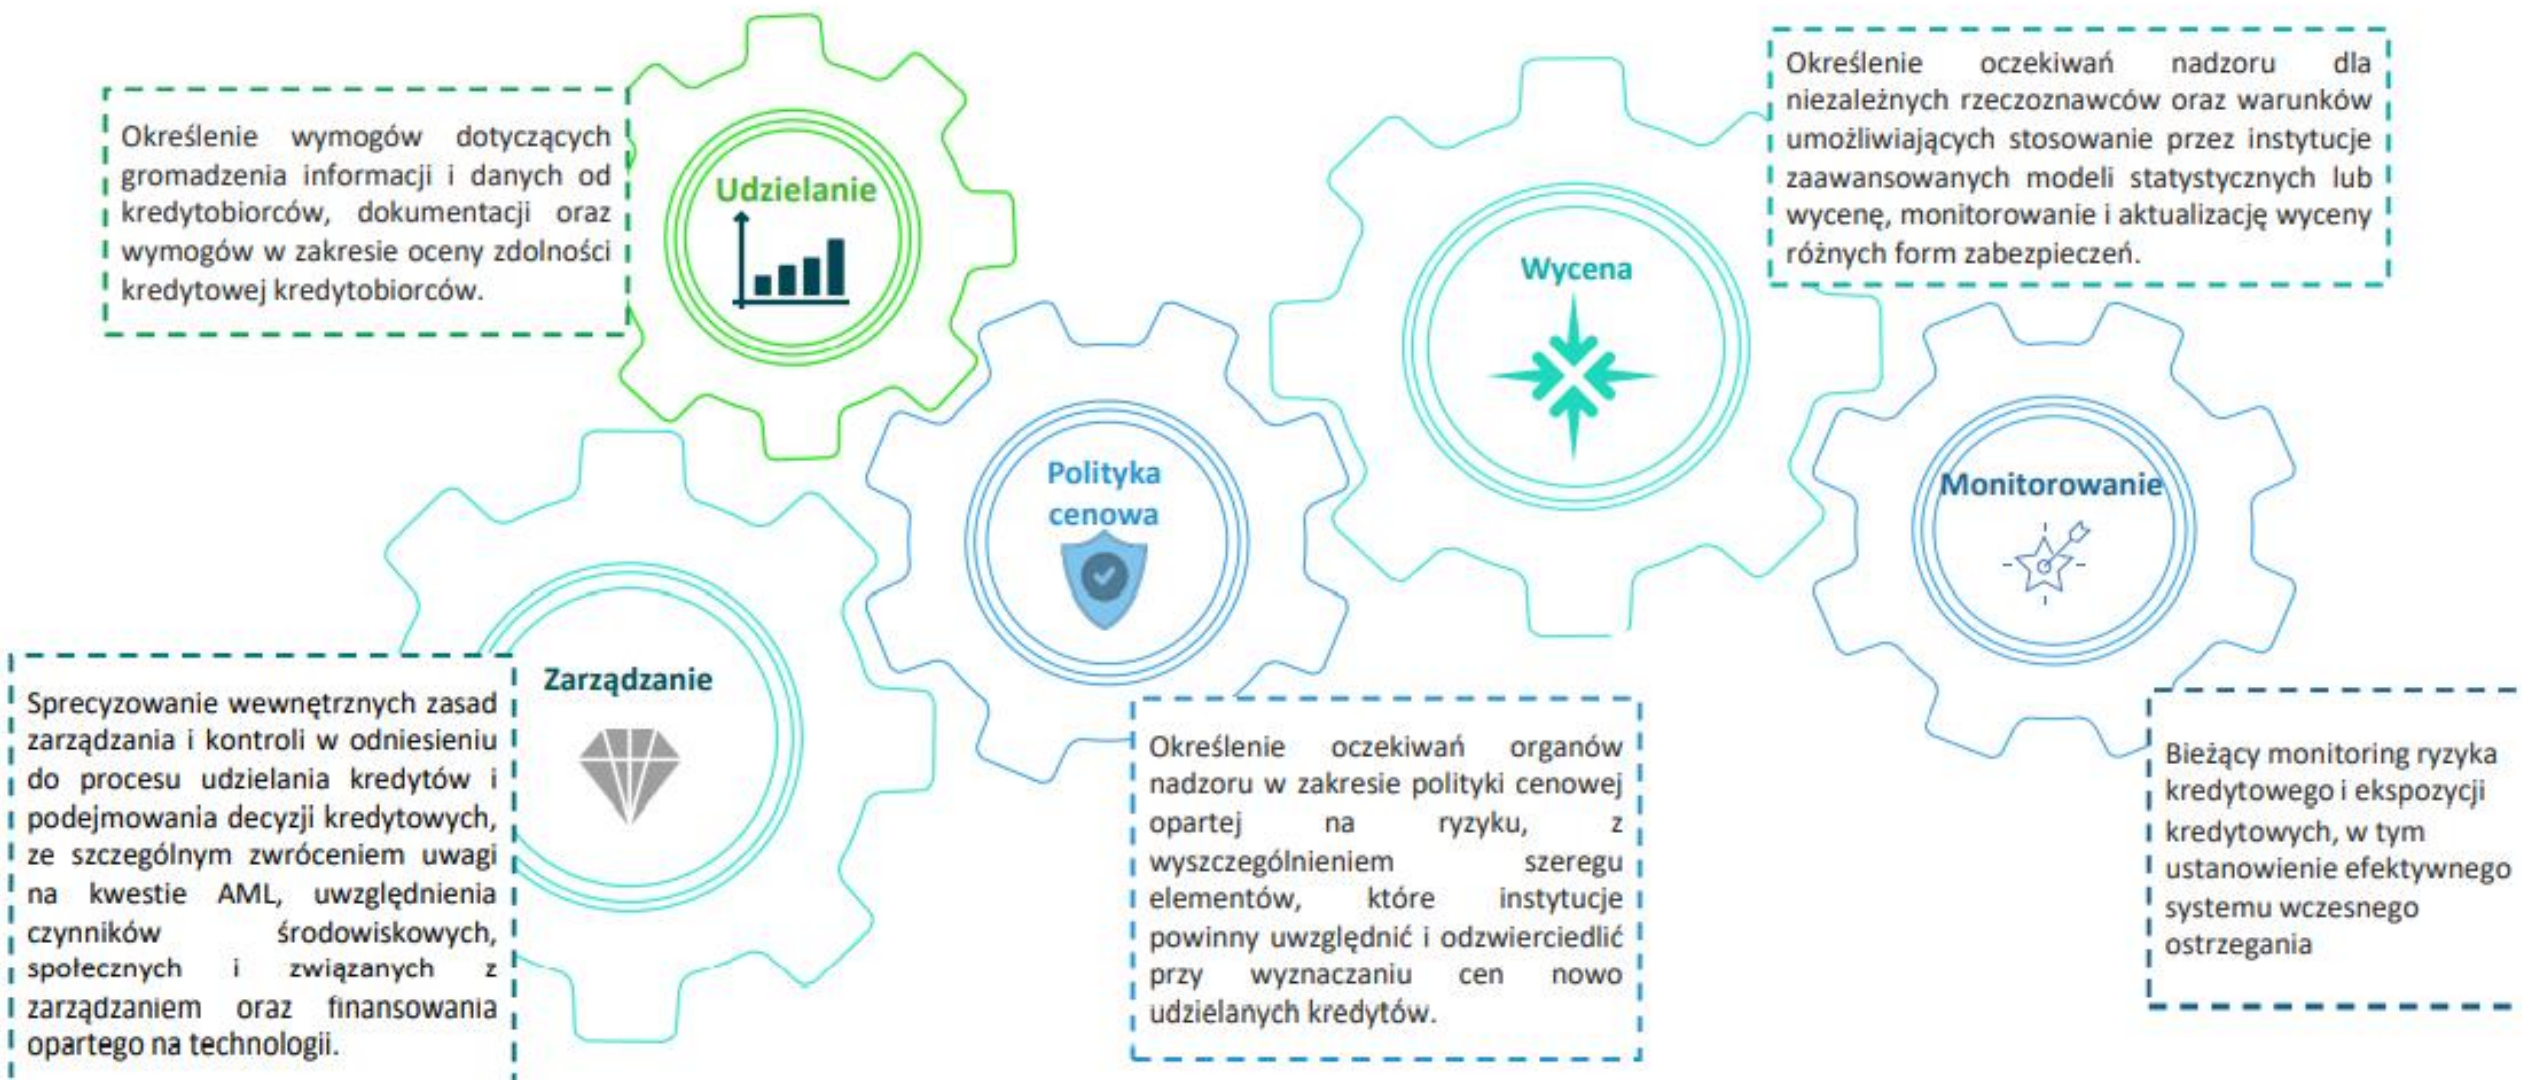 Określenie wymogów dotyczących
gromadzenia informacji i danych od
kredytobiorców, dokumentacji oraz
wymogów w zakresie oceny zdolności
kredytowej kredytobiorców.
Udzielanie
Wycena
Określenie oczekiwań nadzoru dla
niezależnych rzeczoznawców oraz warunków
umożliwiających stosowanie przez instytucje
zaawansowanych modeli statystycznych lub
wycenę, monitorowanie i aktualizację wyceny
różnych form zabezpieczeń.
Zarządzanie
Sprecyzowanie wewnętrznych zasad
zarządzania i kontroli w odniesieniu
do procesu udzielania kredytów i
podejmowania decyzji kredytowych,
ze szczególnym zwróceniem uwagi
na kwestie AML, uwzględnienia
czynników środowiskowych,
społecznych i związanych z
zarządzaniem oraz finansowania
opartego na technologii.
Polityka
cenowa
Określenie oczekiwań organów
nadzoru w zakresie polityki cenowej
opartej na ryzyku, z
wyszczególnieniem szeregu
elementów, które instytucje
powinny uwzględnić i odzwierciedlić
przy wyznaczaniu cen nowo
udzielanych kredytów.
Monitorowanie
Bieżący monitoring ryzyka
kredytowego i ekspozycji
kredytowych, w tym
ustanowienie efektywnego
systemu wczesnego
ostrzegania